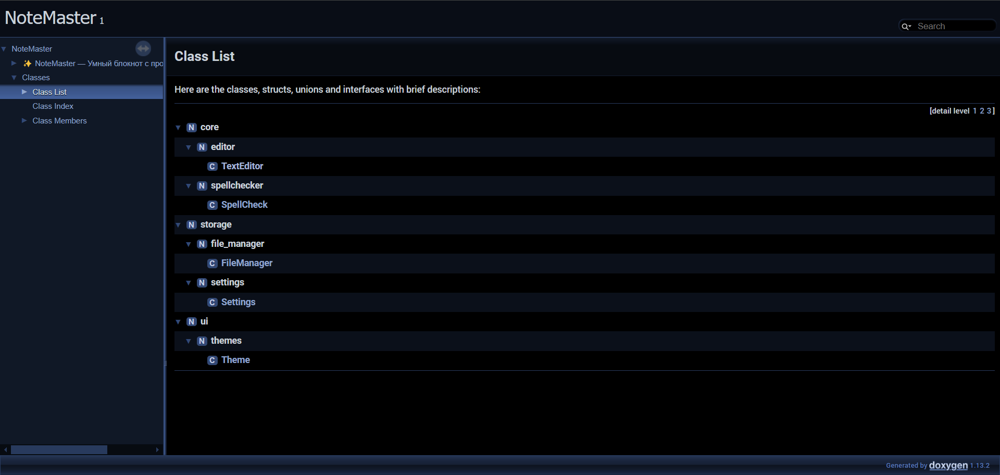 NoteMaster 1
Search
NoteMaster
✨ NoteMaster — Умный блокнот с про
Classes
Class List
Class Index
Class Members
Class List
Here are the classes, structs, unions and interfaces with brief descriptions:
[detail level 1 2 3]
N core
N editor
C TextEditor
N spellchecker
C SpellCheck
N storage
N file_manager
C FileManager
N settings
C Settings
N ui
N themes
C Theme
Generated by doxygen 1.13.2